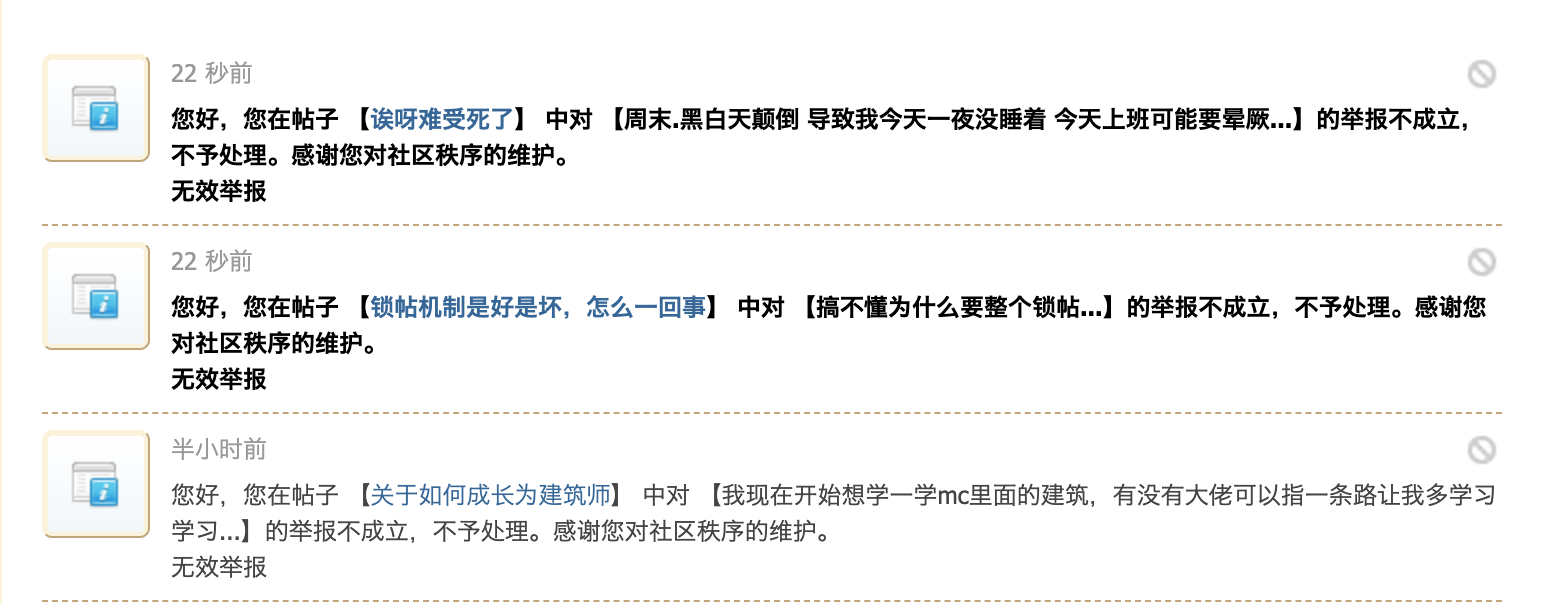 22 秒前
您好，您在帖子 【诶呀难受死了】 中对 【周末.黑白天颠倒 导致我今天一夜没睡着 今天上班可能要晕厥...】的举报不成立，
不予处理。感谢您对社区秩序的维护。
无效举报
22 秒前
您好，您在帖子 【锁帖机制是好是坏，怎么一回事】 中对 【搞不懂为什么要整个锁帖...】的举报不成立，不予处理。感谢您
对社区秩序的维护。
无效举报
半小时前
您好，您在帖子 【关于如何成长为建筑师】 中对 【我现在开始想学一学mc里面的建筑，有没有大佬可以指一条路让我多学习
学习...】的举报不成立，不予处理。感谢您对社区秩序的维护。
无效举报